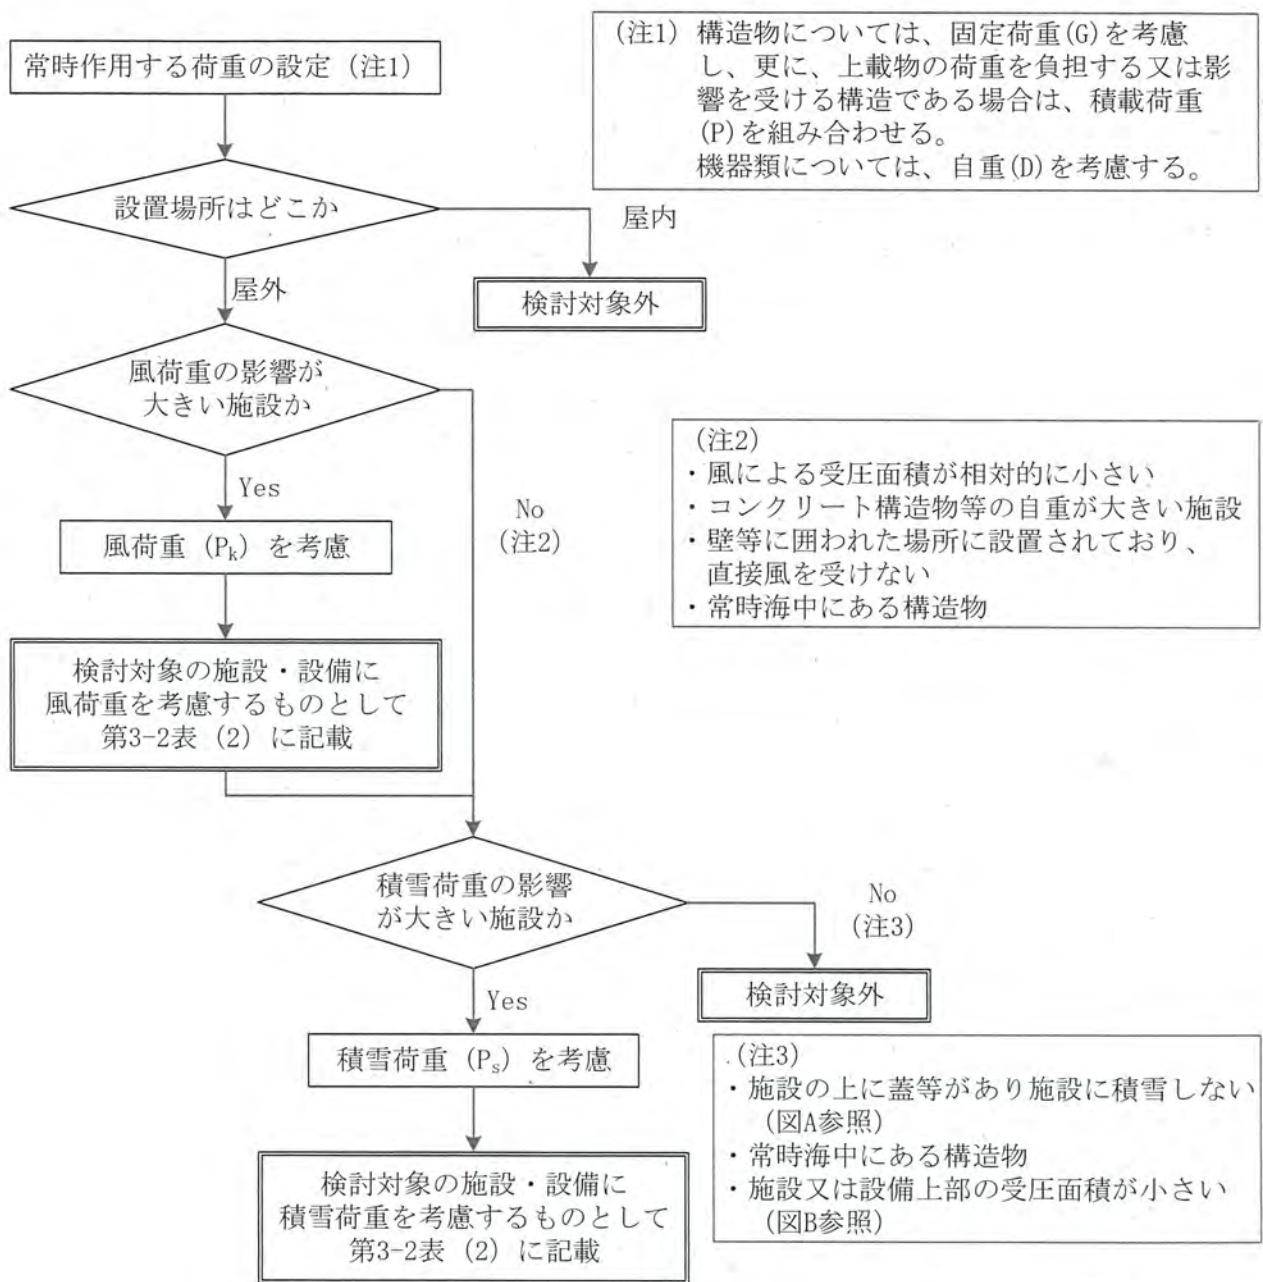 常時作用する荷重の設定（注1）
（注1）構造物については、固定荷重(G)を考慮
し、更に、上載物の荷重を負担する又は影
響を受ける構造である場合は、積載荷重
(P)を組み合わせる。
機器類については、自重(D)を考慮する。
設置場所はどこか
屋内
検討対象外
屋外
風荷重の影響が
大きい施設か
Yes
No
（注2）
（注2）
・風による受圧面積が相対的に小さい
・コンクリート構造物等の自重が大きい施設
・壁等に囲われた場所に設置されており、
直接風を受けない
・常時海中にある構造物
風荷重（Pk）を考慮
検討対象の施設・設備に
風荷重を考慮するものとして
第3-2表（2）に記載
積雪荷重の影響
が大きい施設か
No
（注3）
検討対象外
Yes
積雪荷重（Ps）を考慮
（注3）
・施設の上に蓋等があり施設に積雪しない
（図A参照）
・常時海中にある構造物
・施設又は設備上部の受圧面積が小さい
（図B参照）
検討対象の施設・設備に
積雪荷重を考慮するものとして
第3-2表（2）に記載